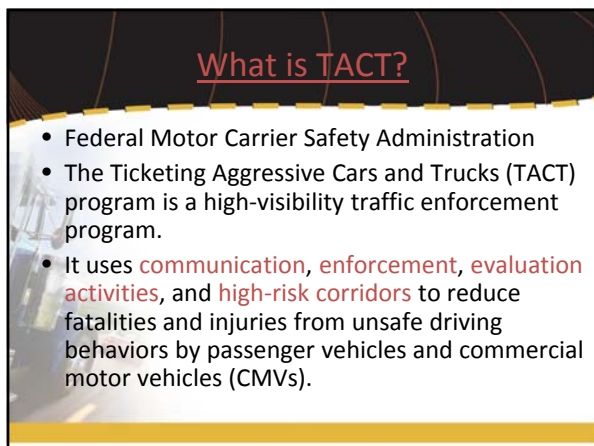 What is TACT?
• Federal Motor Carrier Safety Administration
• The Ticketing Aggressive Cars and Trucks (TACT)
program is a high-visibility traffic enforcement
program.
• It uses communication, enforcement, evaluation
activities, and high-risk corridors to reduce
fatalities and injuries from unsafe driving
behaviors by passenger vehicles and commercial
motor vehicles (CMVs).